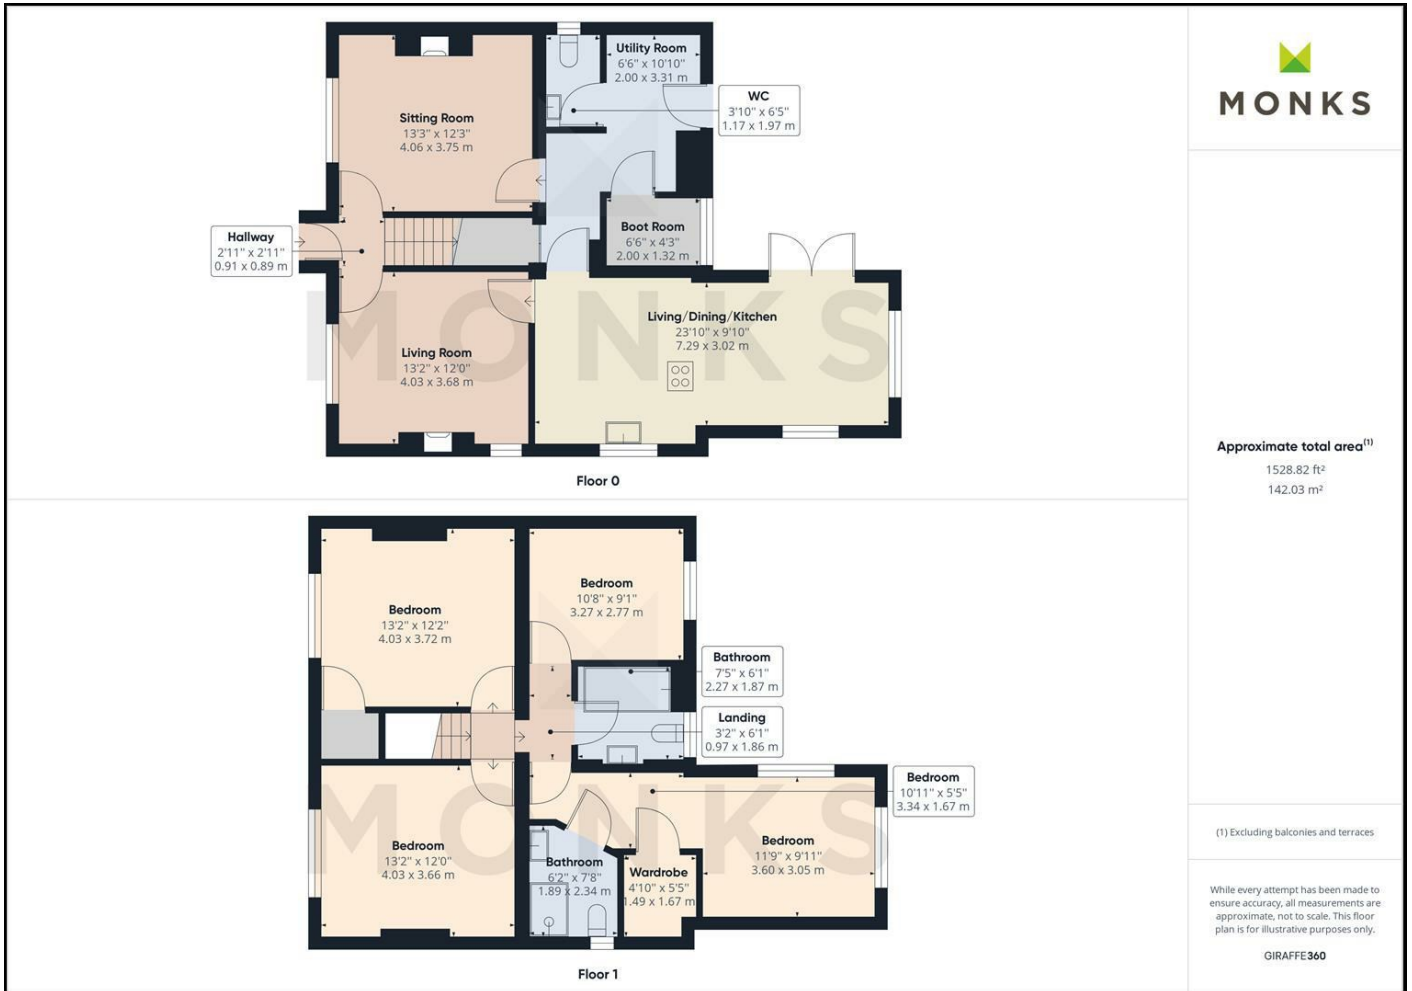 MONKS
Utility Room
6'6" x 10'10"
2.00 x 3.31 m
WC
3'10" x 6'5"
1.17 x 1.97 m
Sitting Room
13'3" x 12'3"
4.06 x 3.75 m
Hallway
2'11" x 2'11"
0.91 x 0.89 m
Boot Room
6'6" x 4'3"
2.00 x 1.32 m
Living/Dining/Kitchen
23'10" x 9'10"
7.29 x 3.02 m
Living Room
13'2" x 12'0"
4.03 x 3.68 m
MONKS
Floor 0
Approximate total area(1)
1528.82 ft²
142.03 m²
Bedroom
13'2" x 12'2"
4.03 x 3.72 m
Bedroom
10'8" x 9'1"
3.27 x 2.77 m
Bathroom
7'5" x 6'1"
2.27 x 1.87 m
Landing
3'2" x 6'1"
0.97 x 1.86 m
Bedroom
10'11" x 5'5"
3.34 x 1.67 m
Bedroom
13'2" x 12'0"
4.03 x 3.66 m
Bathroom
6'2" x 7'8"
1.89 x 2.34 m
Wardrobe
4'10" x 5'5"
1.49 x 1.67 m
Bedroom
11'9" x 9'11"
3.60 x 3.05 m
MONKS
Floor 1
(1) Excluding balconies and terraces
While every attempt has been made to
ensure accuracy, all measurements are
approximate, not to scale. This floor
plan is for illustrative purposes only.
GIRAFFE360